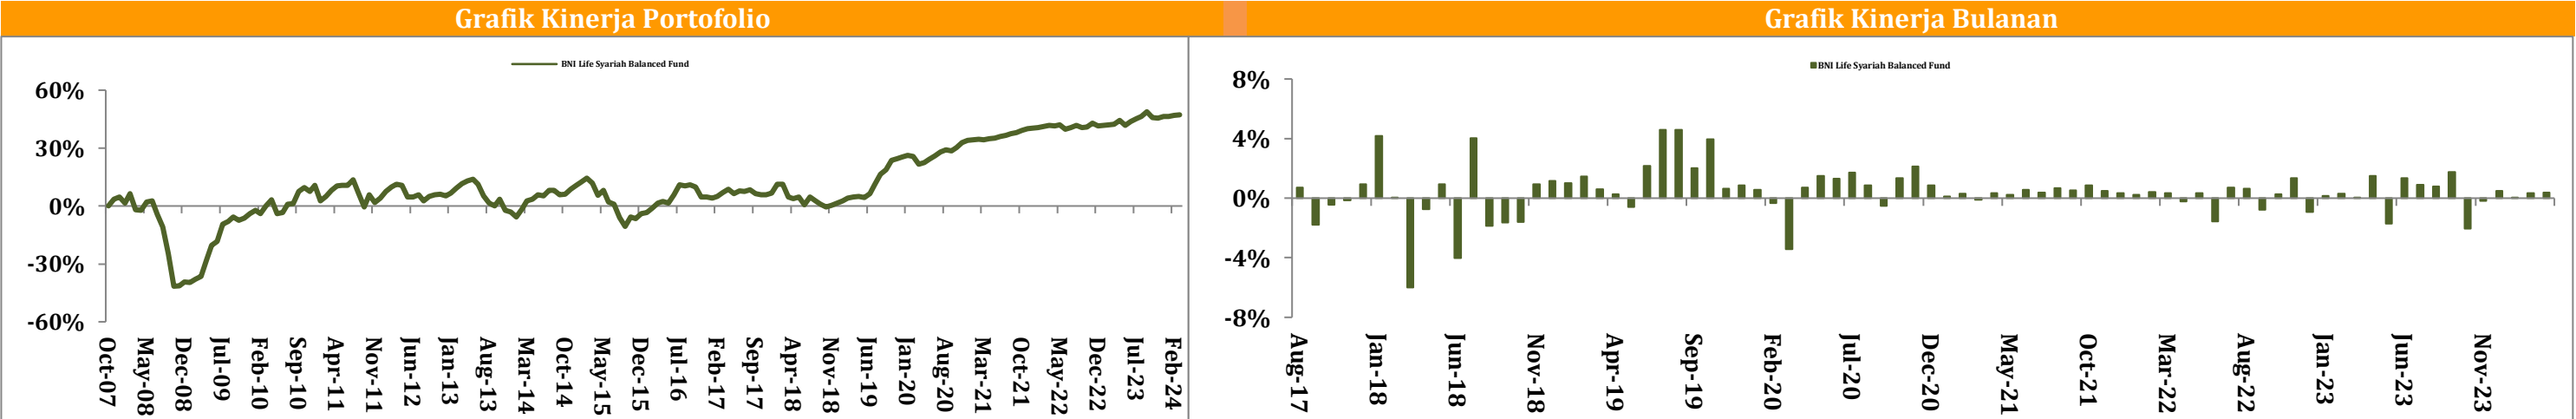 Grafik Kinerja Portofolio
BNI Life Syariah Balanced Fund
60%
30%
0%
-30%
-60%
Oct-07
May-08
Dec-08
Jul-09
Feb-10
Sep-10
Apr-11
Nov-11
Jun-12
Jan-13
Aug-13
Mar-14
Oct-14
May-15
Dec-15
Jul-16
Feb-17
Sep-17
Apr-18
Nov-18
Jun-19
Jan-20
Aug-20
Mar-21
Oct-21
May-22
Dec-22
Jul-23
Feb-24
Grafik Kinerja Bulanan
BNI Life Syariah Balanced Fund
8%
4%
0%
-4%
-8%
Aug-17
Jan-18
Jun-18
Nov-18
Apr-19
Sep-19
Feb-20
Jul-20
Dec-20
May-21
Oct-21
Mar-22
Aug-22
Jan-23
Jun-23
Nov-23